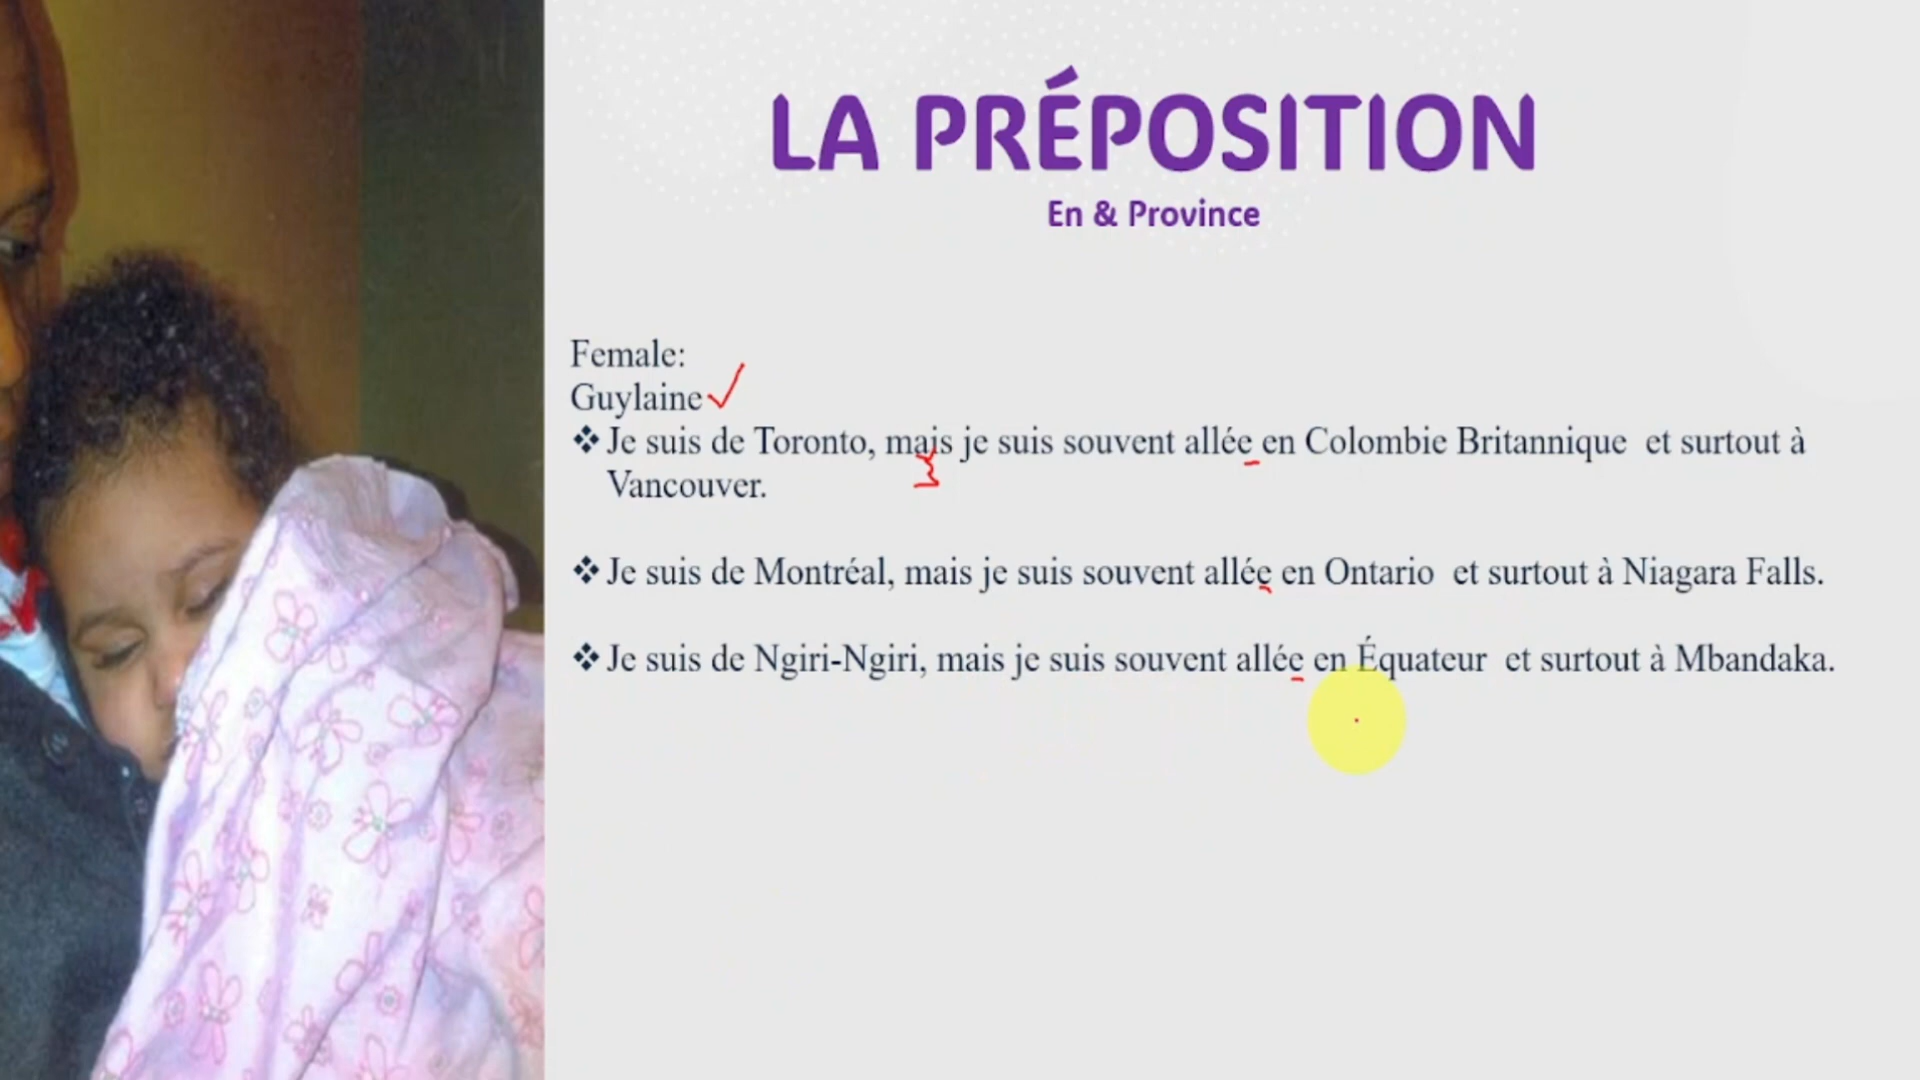 LA PRÉPOSITION
En & Province
Female:
Guylaine
❖ Je suis de Toronto, mais je suis souvent allée en Colombie Britannique et surtout à
Vancouver.
❖ Je suis de Montréal, mais je suis souvent allée en Ontario et surtout à Niagara Falls.
❖ Je suis de Ngiri-Ngiri, mais je suis souvent allée en Équateur et surtout à Mbandaka.